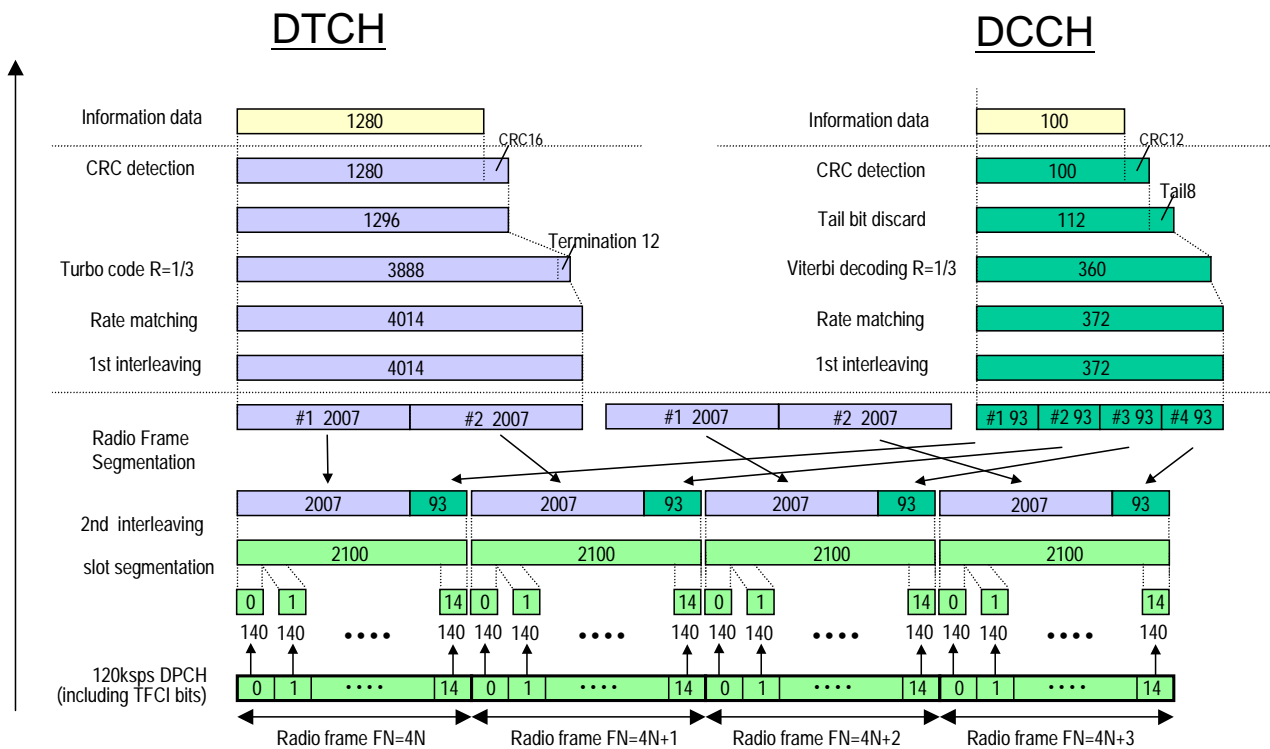 DTCH DCCH
Information data 1280 Information data 100
CRC16 CRC12
CRC detection 1280 CRC detection 100
Tail8
1296 Tail bit discard 112
Termination 12
Turbo code R=1/3 3888 Viterbi decoding R=1/3 360
Rate matching 4014 Rate matching 372
1st interleaving 4014 1st interleaving 372
#1 2007 #2 2007 #1 2007 #2 2007 #1 93 #2 93 #3 93 #4 93
Radio Frame
Segmentation
2007 93 2007 93 2007 93 2007 93
2nd interleaving
2100 2100 2100 2100
slot segmentation
0 1 14 0 1 14 0 1 14 0 1 14
140 140 •••• 140 140 140 •••• 140 140 140 •••• 140 140 140 •••• 140
120ksps DPCH
(including TFCI bits)
0 1 •••• 14 0 1 •••• 14 0 1 •••• 14 0 1 •••• 14
Radio frame FN=4N Radio frame FN=4N+1 Radio frame FN=4N+2 Radio frame FN=4N+3